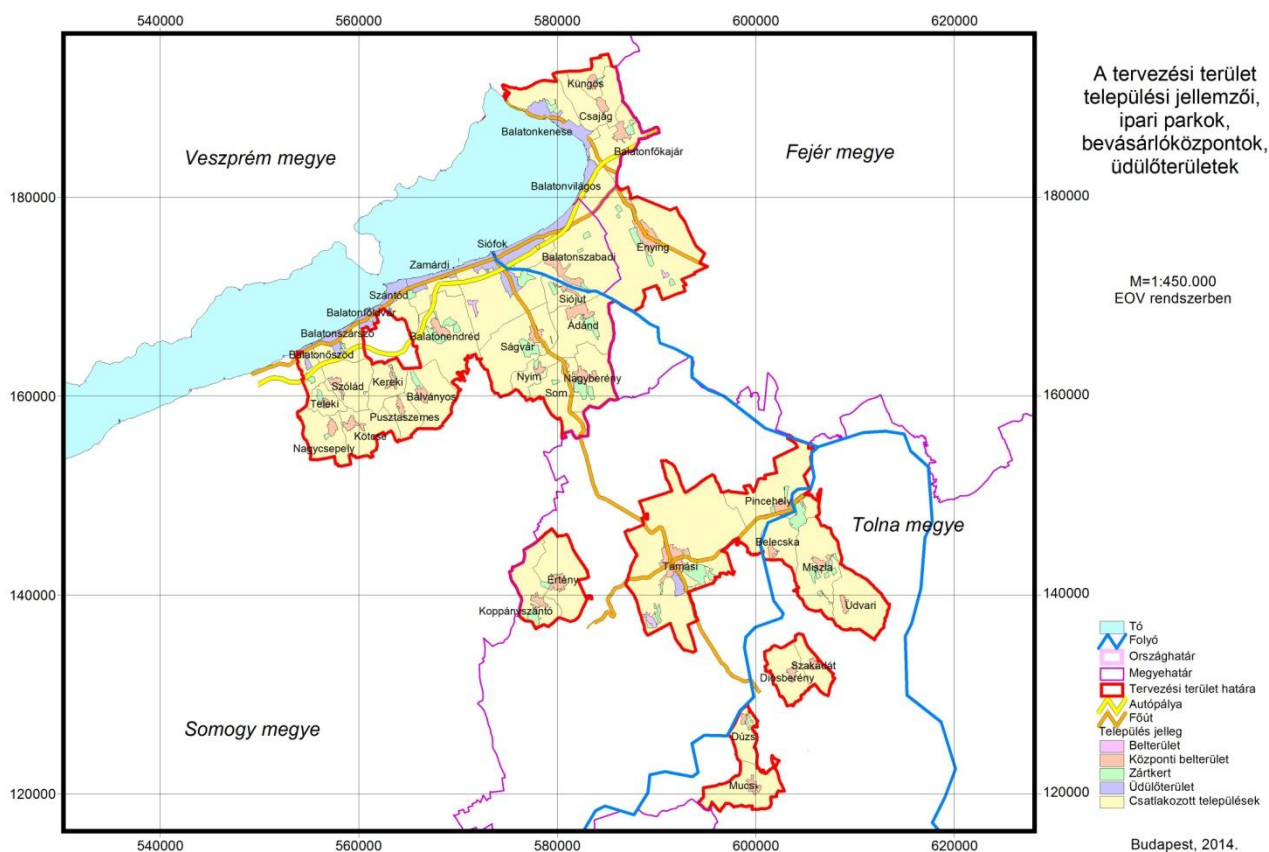 540000
560000
580000
600000
620000
A tervezési terület
települési jellemzői,
ipari parkok,
bevásárlóközpontok,
üdülőterületek
M=1:450.000
EOV rendszerben
Veszprém megye
Fejér megye
Küngös
Csajág
Balatonkenese
Balatonfőkajár
180000
180000
Balatonvilágos
Siófok
Enying
Balatonszabadi
Zamárdi
Szántód
Siójut
Balatonföldvár
Ádánd
Balatonszárszó
Balatonendréd
Ságvár
Balatonőszöd
Nyim
Nagyberény
Szólád
Kereki
Bálványos
Som
160000
160000
Teleki
Pusztaszemes
Kötcse
Nagycsepely
Pincehely
Tolna megye
Belecska
Tamási
Miszla
Értény
Koppányszántó
Udvari
140000
140000
Szakadát
Diósberény
Somogy megye
Dúzs
Mucsi
120000
120000
Tó
Folyó
Országhatár
Megyehatár
Tervezési terület határa
Autópálya
Főút
Település jelleg
Belterület
Központi belterület
Zártkert
Üdülőterület
Csatlakozott települések
540000
560000
580000
600000
620000
Budapest, 2014.